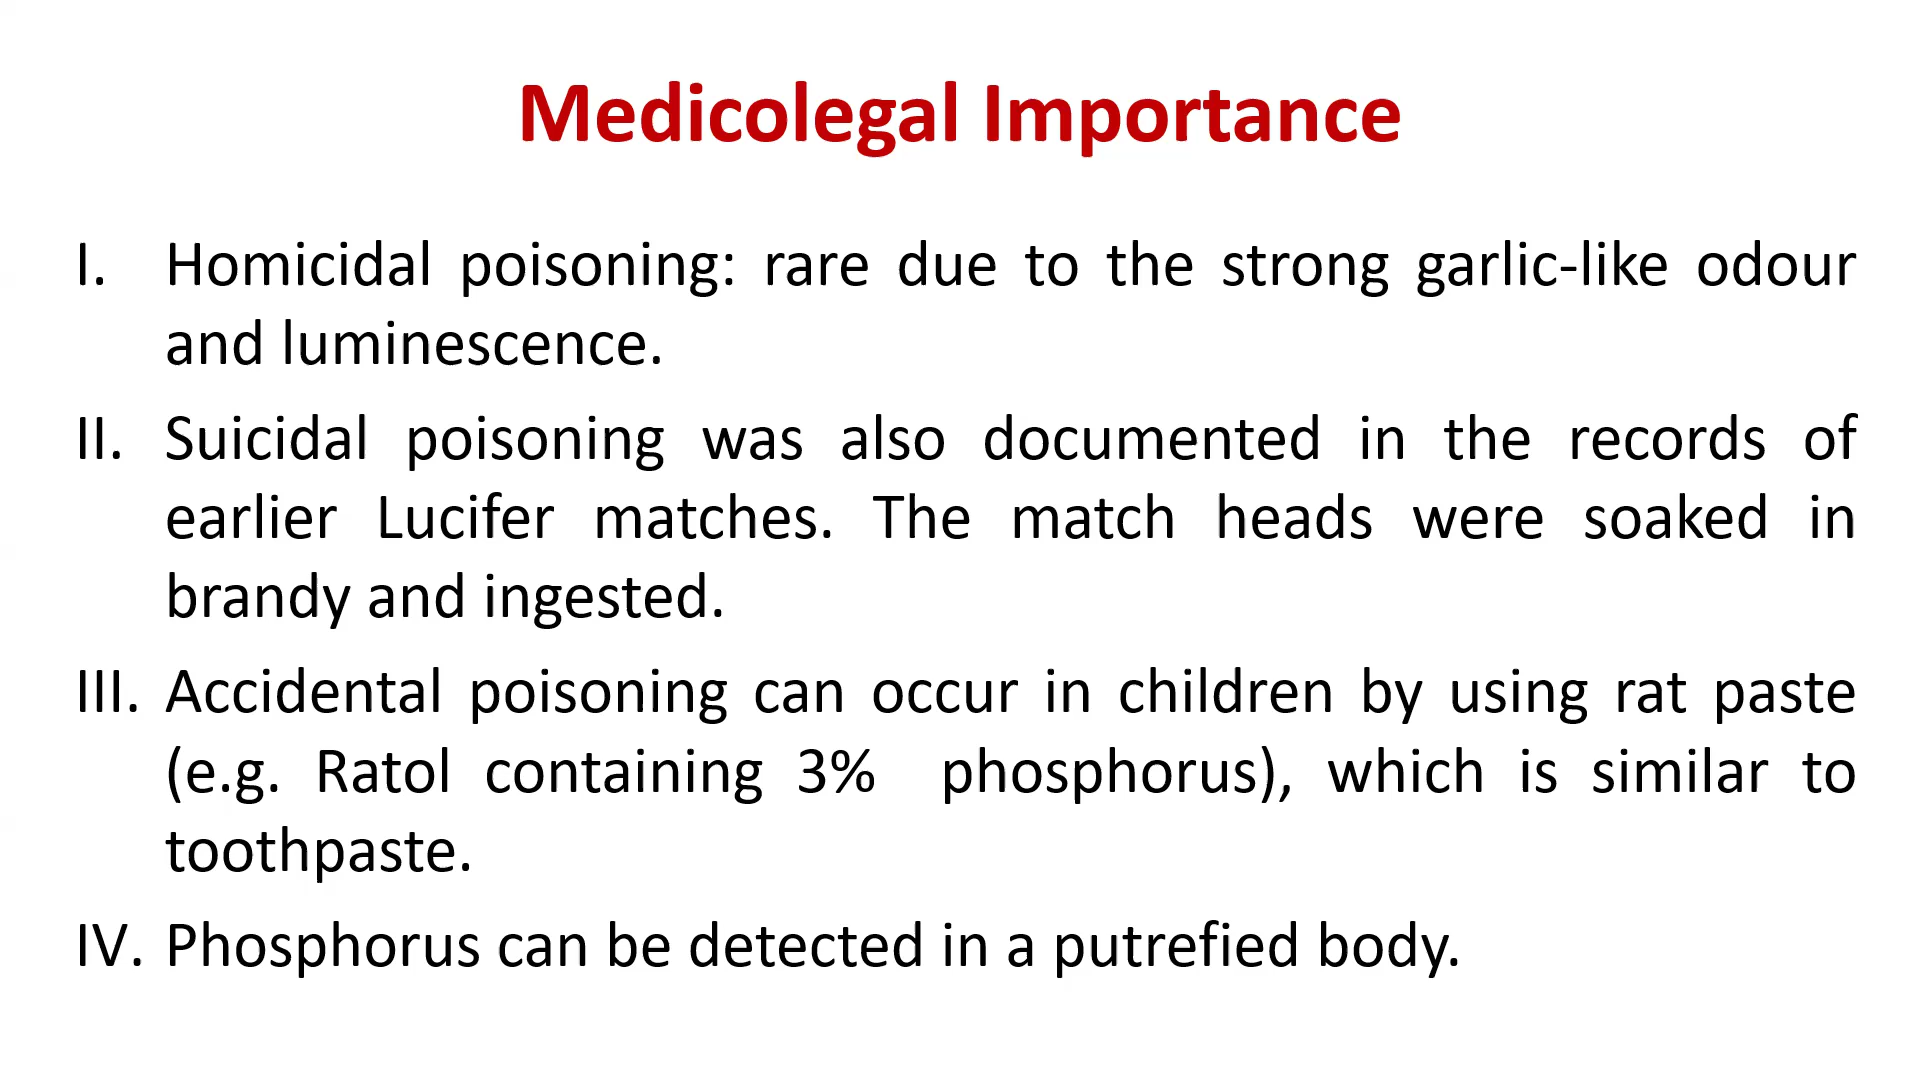 Medicolegal Importance
I. Homicidal poisoning: rare due to the strong garlic-like odour
and luminescence.
II. Suicidal poisoning was also documented in the records of
earlier Lucifer matches. The match heads were soaked in
brandy and ingested.
III. Accidental poisoning can occur in children by using rat paste
(e.g. Ratol containing 3%  phosphorus), which is similar to
toothpaste.
IV. Phosphorus can be detected in a putrefied body.